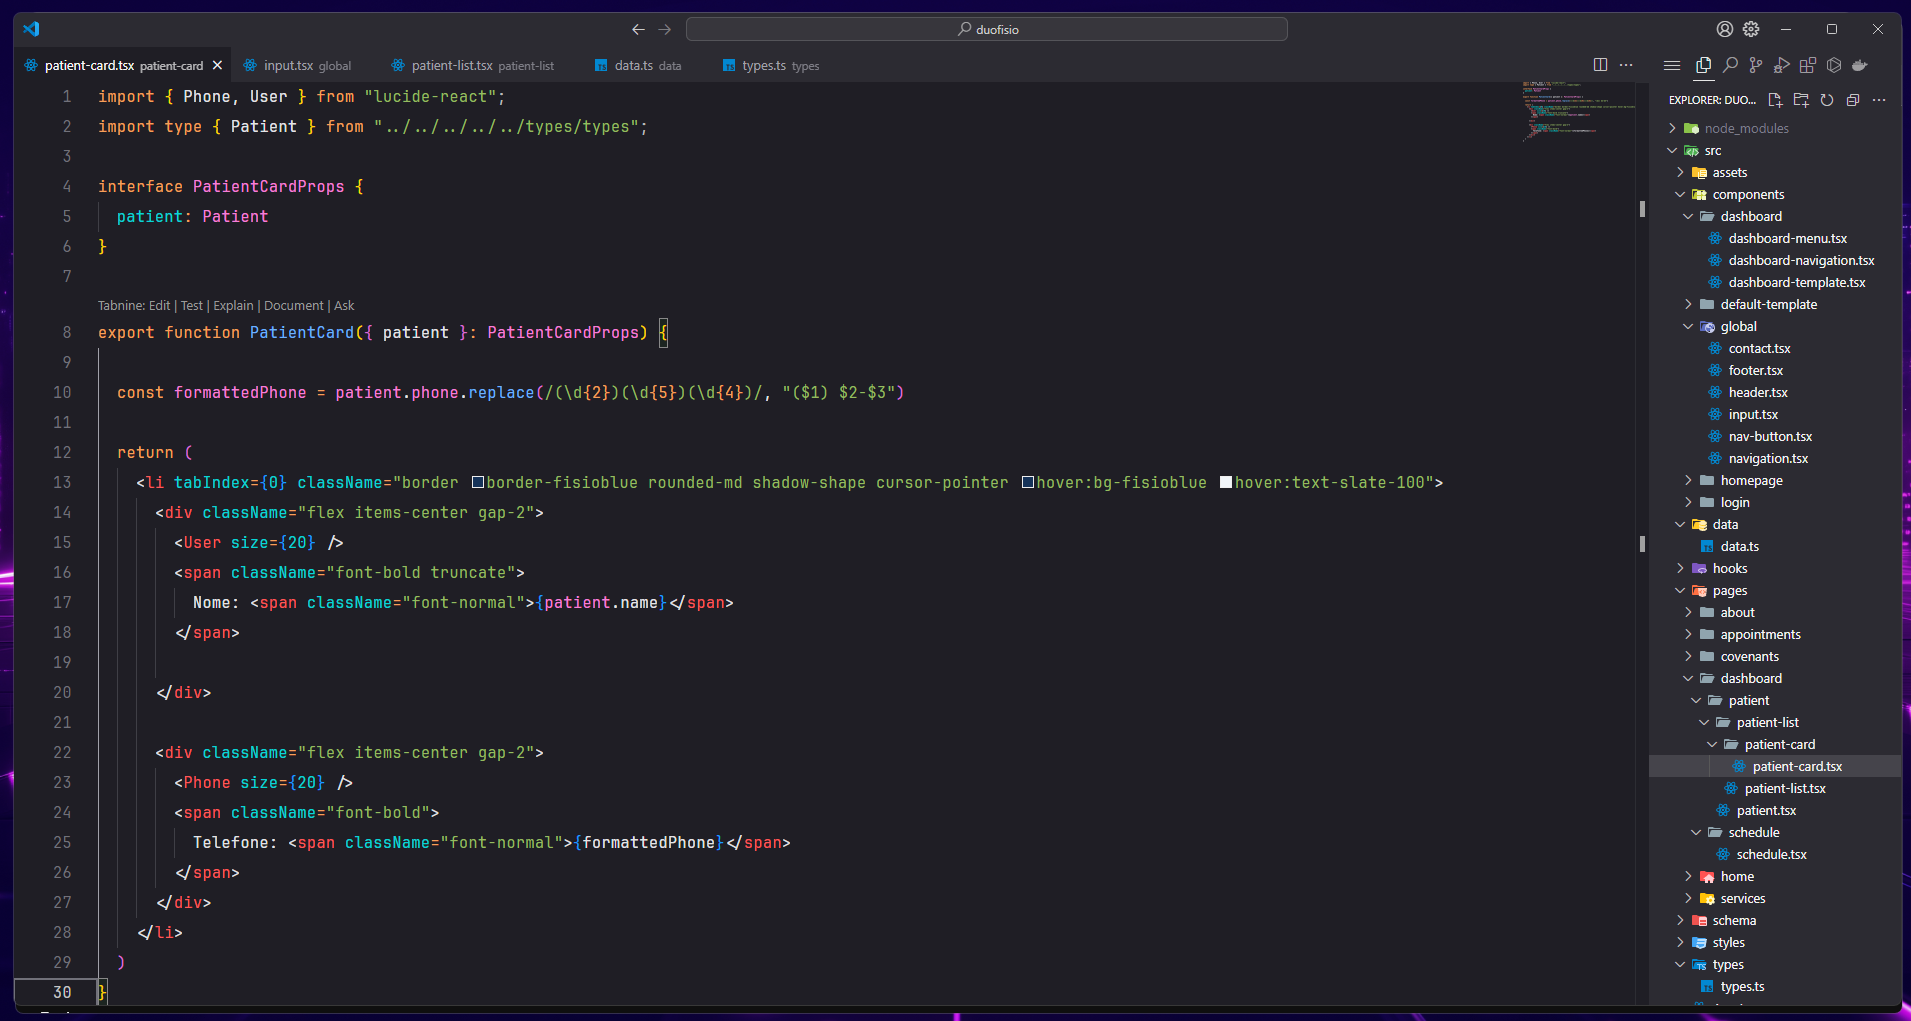 duofisio
patient-card.tsx patient-card
input.tsx global
patient-list.tsx patient-list
data.ts data
types.ts types
1 import { Phone, User } from "lucide-react";
2 import type { Patient } from "../../../../../types/types";
3
4 interface PatientCardProps {
5 patient: Patient
6 }
7
Tabnine: Edit | Test | Explain | Document | Ask
8 export function PatientCard({ patient }: PatientCardProps) {
9
10 const formattedPhone = patient.phone.replace(/(\d{2})(\d{5})(\d{4})/, "($1) $2-$3")
11
12 return (
13 <li tabIndex={0} className="border border-fisioblue rounded-md shadow-shape cursor-pointer hover:bg-fisioblue hover:text-slate-100">
14 <div className="flex items-center gap-2">
15 <User size={20} />
16 <span className="font-bold truncate">
17 Nome: <span className="font-normal">{patient.name}</span>
18 </span>
19
20 </div>
21
22 <div className="flex items-center gap-2">
23 <Phone size={20} />
24 <span className="font-bold">
25 Telefone: <span className="font-normal">{formattedPhone}</span>
26 </span>
27 </div>
28 </li>
29 )
30 }
EXPLORER: DUO...
node_modules
src
assets
components
dashboard
dashboard-menu.tsx
dashboard-navigation.tsx
dashboard-template.tsx
default-template
global
contact.tsx
footer.tsx
header.tsx
input.tsx
nav-button.tsx
navigation.tsx
homepage
login
data
data.ts
hooks
pages
about
appointments
covenants
dashboard
patient
patient-list
patient-card
patient-card.tsx
patient-list.tsx
patient.tsx
schedule
schedule.tsx
home
services
schema
styles
types
types.ts